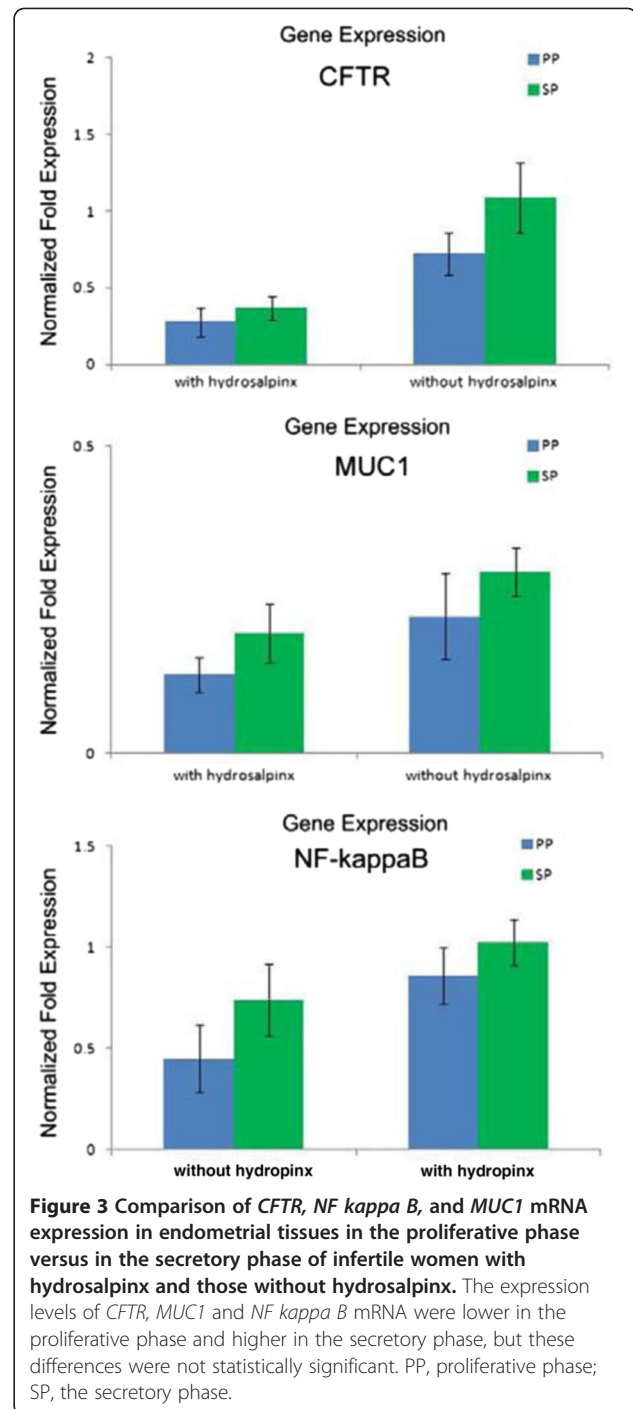 Gene Expression
CFTR
PP
SP
Normalized Fold Expression
2
1.5
1
0.5
0
with hydrosalpinx
without hydrosalpinx
Gene Expression
MUC1
PP
SP
Normalized Fold Expression
0.5
0
with hydrosalpinx
without hydrosalpinx
Gene Expression
NF-kappaB
PP
SP
Normalized Fold Expression
1.5
1
0.5
0
without hydropinx
with hydropinx
Figure 3 Comparison of CFTR, NF kappa B, and MUC1 mRNA
expression in endometrial tissues in the proliferative phase
versus in the secretory phase of infertile women with
hydrosalpinx and those without hydrosalpinx. The expression
levels of CFTR, MUC1 and NF kappa B mRNA were lower in the
proliferative phase and higher in the secretory phase, but these
differences were not statistically significant. PP, proliferative phase;
SP, the secretory phase.